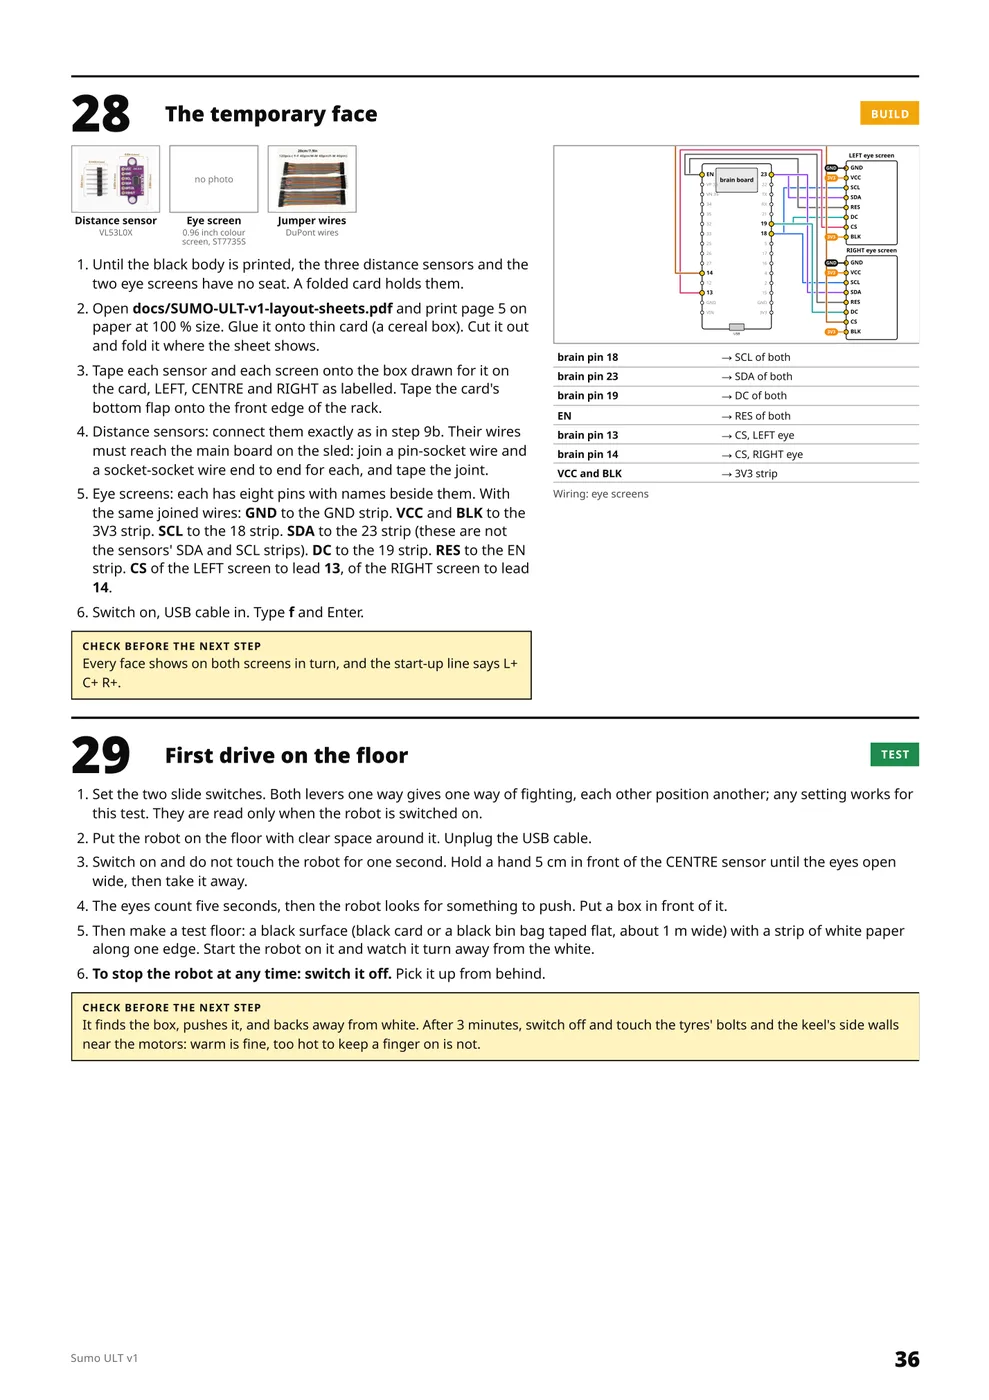 28
The temporary face
BUILD
no photo
Distance sensor
VL53L0X
Eye screen
0.96 inch colour
screen, ST7735S
Jumper wires
DuPont wires
1. Until the black body is printed, the three distance sensors and the
two eye screens have no seat. A folded card holds them.
2. Open docs/SUMO-ULT-v1-layout-sheets.pdf and print page 5 on
paper at 100 % size. Glue it onto thin card (a cereal box). Cut it out
and fold it where the sheet shows.
3. Tape each sensor and each screen onto the box drawn for it on
the card, LEFT, CENTRE and RIGHT as labelled. Tape the card's
bottom flap onto the front edge of the rack.
4. Distance sensors: connect them exactly as in step 9b. Their wires
must reach the main board on the sled: join a pin-socket wire and
a socket-socket wire end to end for each, and tape the joint.
5. Eye screens: each has eight pins with names beside them. With
the same joined wires: GND to the GND strip. VCC and BLK to the
3V3 strip. SCL to the 18 strip. SDA to the 23 strip (these are not
the sensors' SDA and SCL strips). DC to the 19 strip. RES to the EN
strip. CS of the LEFT screen to lead 13, of the RIGHT screen to lead
14.
6. Switch on, USB cable in. Type f and Enter.
CHECK BEFORE THE NEXT STEP
Every face shows on both screens in turn, and the start-up line says L+
C+ R+.
brain board
EN
14
13
23
19
18
USB
LEFT eye screen
GND GND
3V3 VCC
SCL
SDA
RES
DC
CS
3V3 BLK
RIGHT eye screen
GND GND
3V3 VCC
SCL
SDA
RES
DC
CS
3V3 BLK
brain pin 18 → SCL of both
brain pin 23 → SDA of both
brain pin 19 → DC of both
EN → RES of both
brain pin 13 → CS, LEFT eye
brain pin 14 → CS, RIGHT eye
VCC and BLK → 3V3 strip
Wiring: eye screens
29
First drive on the floor
TEST
1. Set the two slide switches. Both levers one way gives one way of fighting, each other position another; any setting works for
this test. They are read only when the robot is switched on.
2. Put the robot on the floor with clear space around it. Unplug the USB cable.
3. Switch on and do not touch the robot for one second. Hold a hand 5 cm in front of the CENTRE sensor until the eyes open
wide, then take it away.
4. The eyes count five seconds, then the robot looks for something to push. Put a box in front of it.
5. Then make a test floor: a black surface (black card or a black bin bag taped flat, about 1 m wide) with a strip of white paper
along one edge. Start the robot on it and watch it turn away from the white.
6. To stop the robot at any time: switch it off. Pick it up from behind.
CHECK BEFORE THE NEXT STEP
It finds the box, pushes it, and backs away from white. After 3 minutes, switch off and touch the tyres' bolts and the keel's side walls
near the motors: warm is fine, too hot to keep a finger on is not.
Sumo ULT v1
36